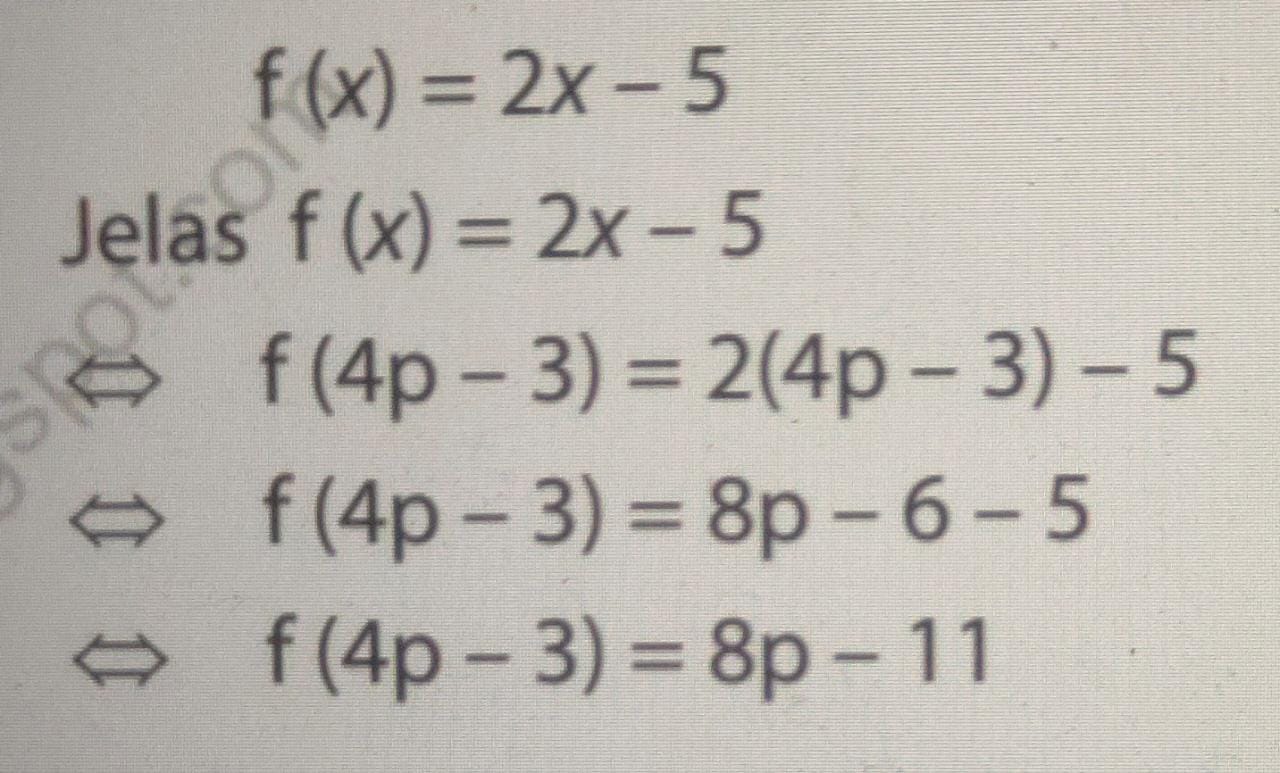 f (x) = 2x – 5
Jelas f (x) = 2x – 5
⇔ f (4p – 3) = 2(4p – 3) – 5
⇔ f (4p – 3) = 8p – 6 – 5
⇔ f (4p – 3) = 8p – 11